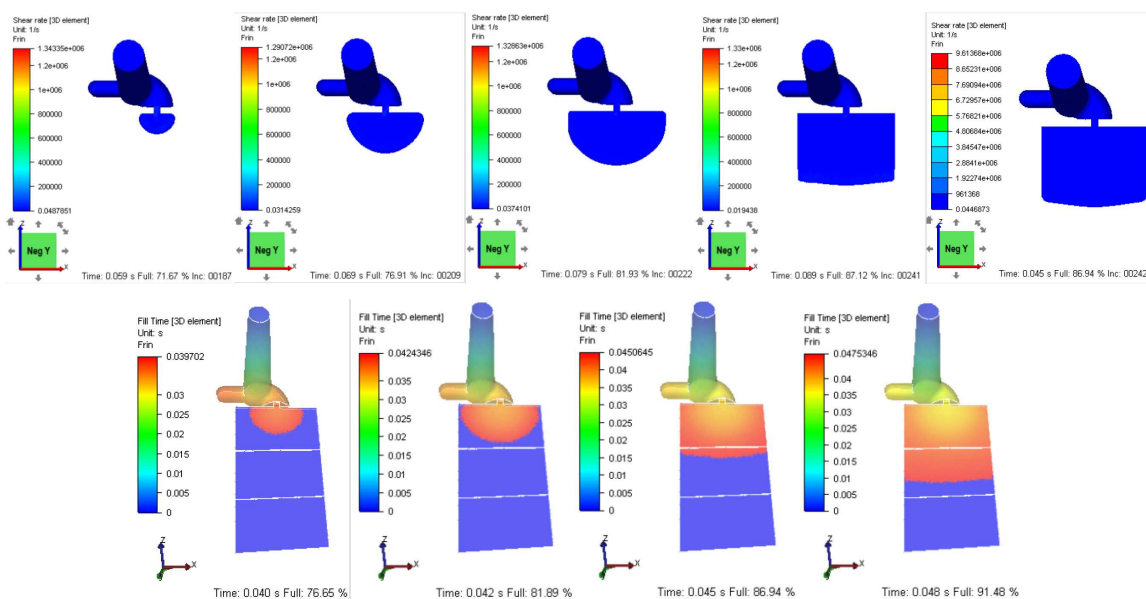 Shear rate [3D element]
Unit: 1/s
Frin
1.34335e+006
1.2e+006
1e+006
800000
600000
400000
200000
0.0487851
Z
Neg Y
X
Time: 0.059 s Full: 71.67 % Inc: 00187
Shear rate [3D element]
Unit: 1/s
Frin
1.29072e+006
1.2e+006
1e+006
800000
600000
400000
200000
0.0314259
Z
Neg Y
X
Time: 0.069 s Full: 76.91 % Inc: 00209
Shear rate [3D element]
Unit: 1/s
Frin
1.32863e+006
1.2e+006
1e+006
800000
600000
400000
200000
0.0374101
Z
Neg Y
X
Time: 0.079 s Full: 81.93 % Inc: 00222
Shear rate [3D element]
Unit: 1/s
Frin
1.33e+006
1.2e+006
1e+006
800000
600000
400000
200000
0.019438
Z
Neg Y
X
Time: 0.089 s Full: 87.12 % Inc: 00241
Shear rate [3D element]
Unit: 1/s
Frin
9.61368e+006
8.65231e+006
7.69094e+006
6.72957e+006
5.76821e+006
4.80684e+006
3.84547e+006
2.8841e+006
1.92274e+006
961368
0.0446873
Z
Neg Y
X
Time: 0.045 s Full: 86.94 % Inc: 00242
Fill Time [3D element]
Unit: s
Frin
0.039702
0.035
0.03
0.025
0.02
0.015
0.01
0.005
0
Z
X
Time: 0.040 s Full: 76.65 %
Fill Time [3D element]
Unit: s
Frin
0.0424346
0.04
0.035
0.03
0.025
0.02
0.015
0.01
0.005
0
Z
X
Time: 0.042 s Full: 81.89 %
Fill Time [3D element]
Unit: s
Frin
0.0450645
0.04
0.035
0.03
0.025
0.02
0.015
0.01
0.005
0
Z
X
Time: 0.045 s Full: 86.94 %
Fill Time [3D element]
Unit: s
Frin
0.0475346
0.045
0.04
0.035
0.03
0.025
0.02
0.015
0.01
0.005
0
Z
X
Time: 0.048 s Full: 91.48 %